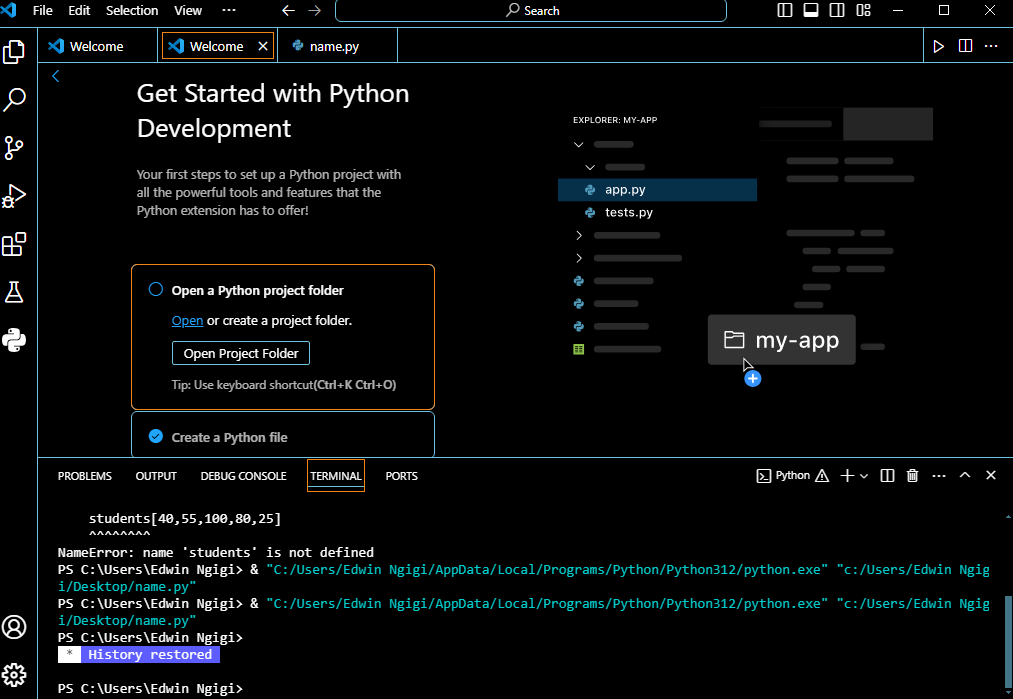 File Edit Selection View ··· Search
Welcome Welcome name.py
Get Started with Python
Development
Your first steps to set up a Python project with
all the powerful tools and features that the
Python extension has to offer!
Open a Python project folder
Open or create a project folder.
Open Project Folder
Tip: Use keyboard shortcut(Ctrl+K Ctrl+O)
Create a Python file
EXPLORER: MY-APP
app.py
tests.py
my-app
PROBLEMS OUTPUT DEBUG CONSOLE TERMINAL PORTS Python
students[40,55,100,80,25]
^^^^^^^^
NameError: name 'students' is not defined
PS C:\Users\Edwin Ngigi> & "C:/Users/Edwin Ngigi/AppData/Local/Programs/Python/Python312/python.exe" "c:/Users/Edwin Ngig
i/Desktop/name.py"
PS C:\Users\Edwin Ngigi> & "C:/Users/Edwin Ngigi/AppData/Local/Programs/Python/Python312/python.exe" "c:/Users/Edwin Ngig
i/Desktop/name.py"
PS C:\Users\Edwin Ngigi>
* History restored
PS C:\Users\Edwin Ngigi>